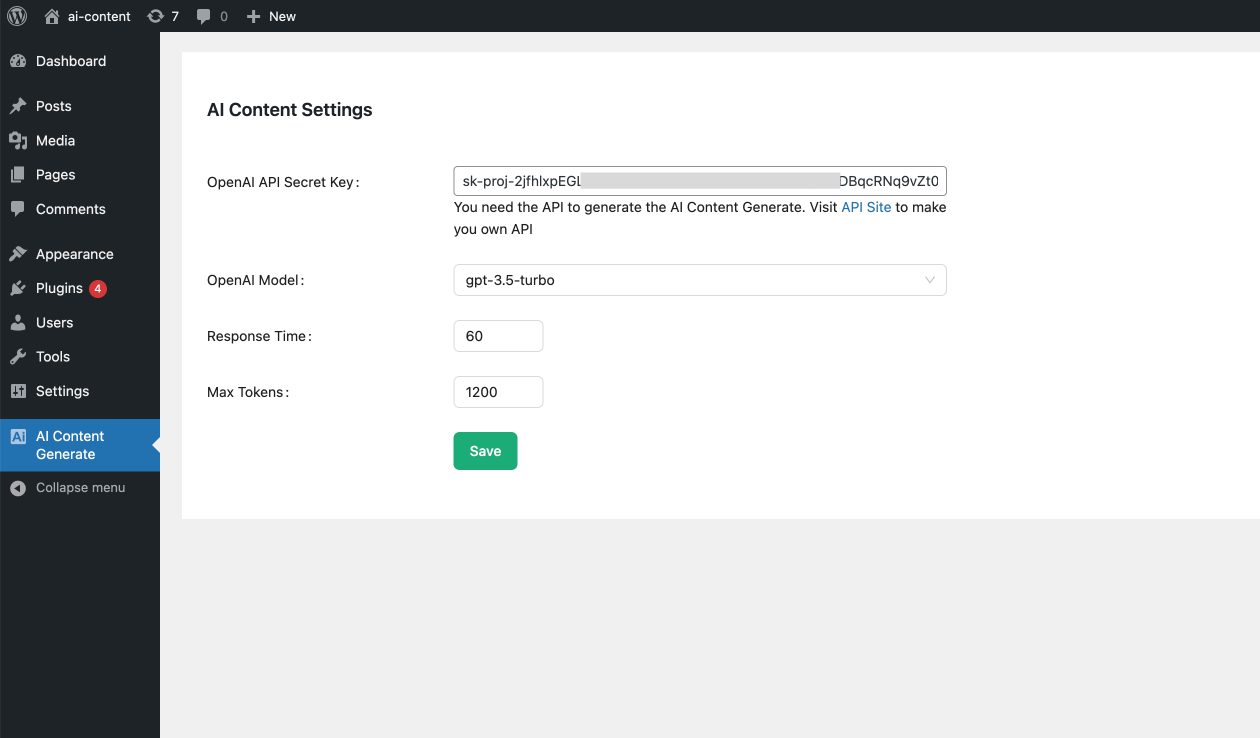 ai-content 7 0 New
Dashboard
Posts
Media
Pages
Comments
Appearance
Plugins 4
Users
Tools
Settings
Ai AI Content
Generate
Collapse menu
AI Content Settings
OpenAI API Secret Key: sk-proj-2jfhlxpEGL DBqcRNq9vZt0
You need the API to generate the AI Content Generate. Visit API Site to make
you own API
OpenAI Model: gpt-3.5-turbo
Response Time: 60
Max Tokens: 1200
Save